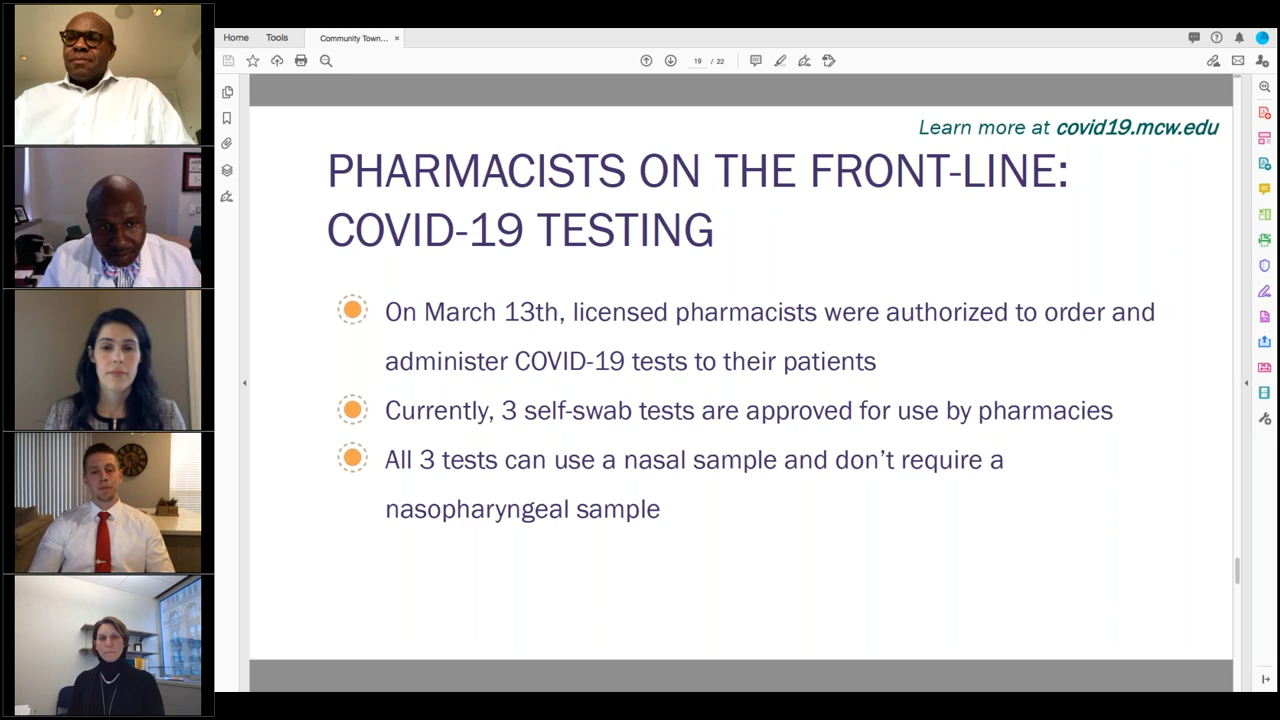 Home Tools Community Town... ×
19 / 22
Learn more at covid19.mcw.edu
PHARMACISTS ON THE FRONT-LINE:
COVID-19 TESTING
On March 13th, licensed pharmacists were authorized to order and
administer COVID-19 tests to their patients
Currently, 3 self-swab tests are approved for use by pharmacies
All 3 tests can use a nasal sample and don’t require a
nasopharyngeal sample